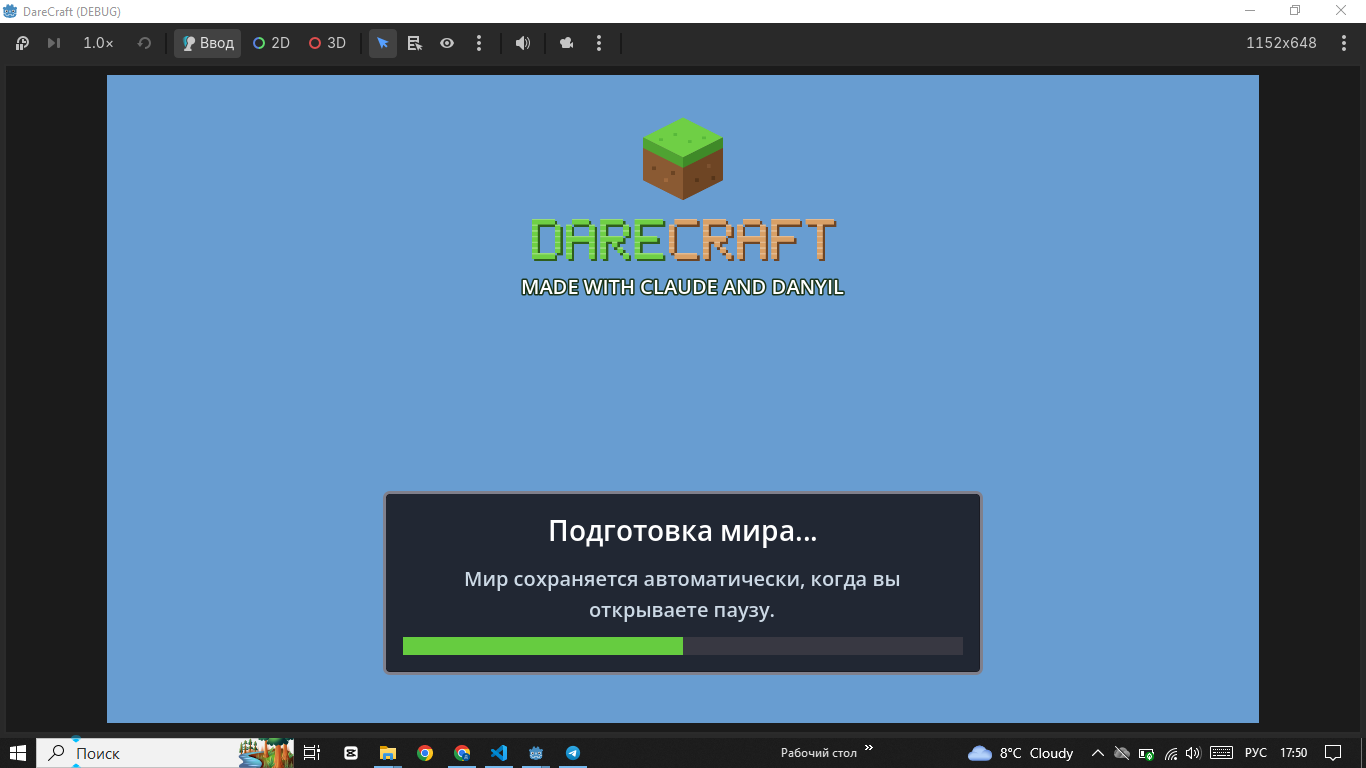 DareCraft (DEBUG)
1.0×
Ввод
2D
3D
1152x648
DARECRAFT
MADE WITH CLAUDE AND DANYIL
Подготовка мира...
Мир сохраняется автоматически, когда вы
открываете паузу.
Поиск
Рабочий стол
8°C Cloudy
РУС
17:50